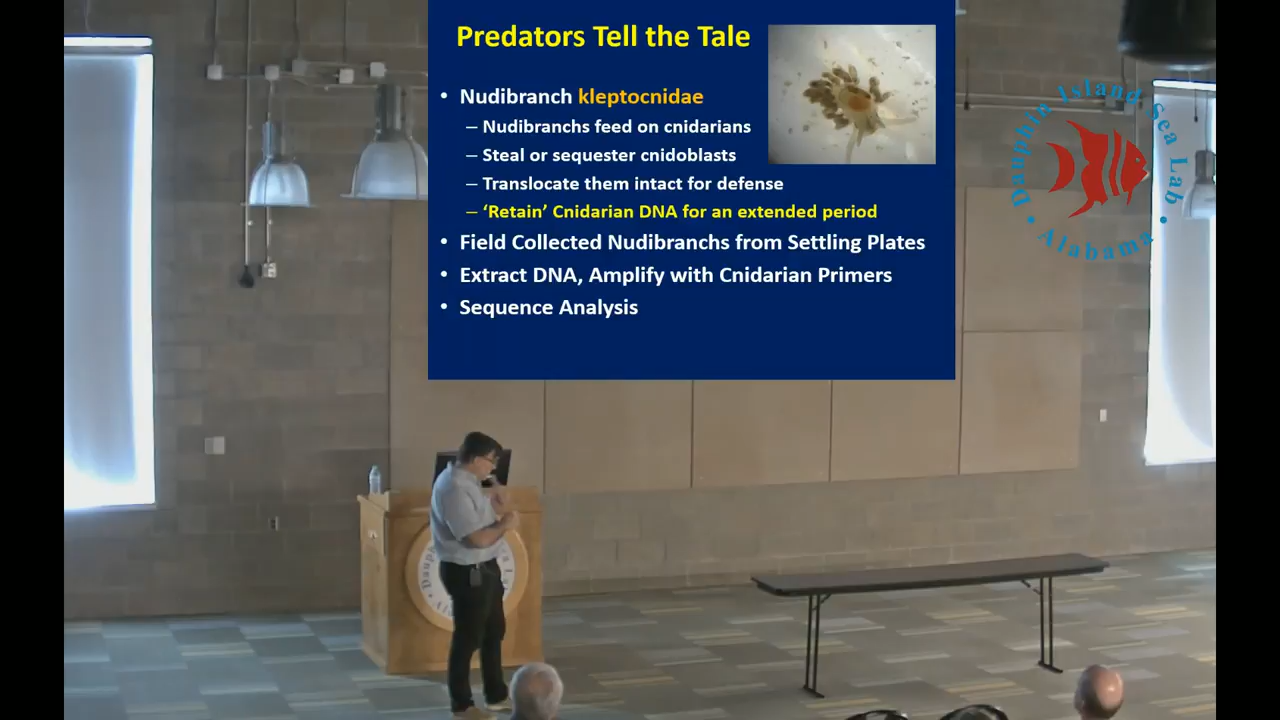 Predators Tell the Tale
• Nudibranch kleptocnidae
– Nudibranchs feed on cnidarians
– Steal or sequester cnidoblasts
– Translocate them intact for defense
– ‘Retain’ Cnidarian DNA for an extended period
• Field Collected Nudibranchs from Settling Plates
• Extract DNA, Amplify with Cnidarian Primers
• Sequence Analysis
Dauphin Island Sea Lab
• Alabama •